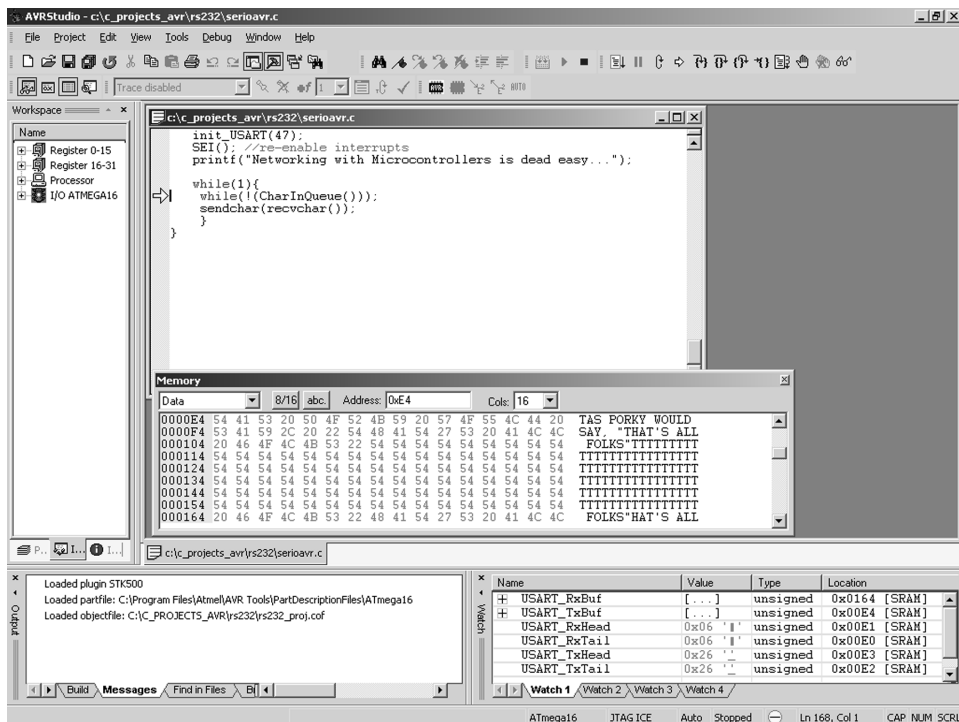 AVRStudio - c:\c_projects_avr\rs232\serioavr.c
File Project Edit View Tools Debug Window Help
Trace disabled
1
AVR
AUTO
Workspace
Name
Register 0-15
Register 16-31
Processor
I/O ATMEGA16
P..
I...
I...
c:\c_projects_avr\rs232\serioavr.c
init_USART(47);
SEI(); //re-enable interrupts
printf("Networking with Microcontrollers is dead easy...");
while(1){
while(!(CharInQueue()));
sendchar(recvchar());
}
}
Memory
Data 8/16 abc. Address: 0xE4 Cols: 16
0000E4 54 41 53 20 50 4F 52 4B 59 20 57 4F 55 4C 44 20 TAS PORKY WOULD
0000F4 53 41 59 2C 20 22 54 48 41 54 27 53 20 41 4C 4C SAY, "THAT'S ALL
000104 20 46 4F 4C 4B 53 22 54 54 54 54 54 54 54 54 54 FOLKS"TTTTTTTTT
000114 54 54 54 54 54 54 54 54 54 54 54 54 54 54 54 54 TTTTTTTTTTTTTTTT
000124 54 54 54 54 54 54 54 54 54 54 54 54 54 54 54 54 TTTTTTTTTTTTTTTT
000134 54 54 54 54 54 54 54 54 54 54 54 54 54 54 54 54 TTTTTTTTTTTTTTTT
000144 54 54 54 54 54 54 54 54 54 54 54 54 54 54 54 54 TTTTTTTTTTTTTTTT
000154 54 54 54 54 54 54 54 54 54 54 54 54 54 54 54 54 TTTTTTTTTTTTTTTT
000164 20 46 4F 4C 4B 53 22 48 41 54 27 53 20 41 4C 4C FOLKS"HAT'S ALL
c:\c_projects_avr\rs232\serioavr.c
Output
Loaded plugin STK500
Loaded partfile: C:\Program Files\Atmel\AVR Tools\PartDescriptionFiles\ATmega16
Loaded objectfile: C:\C_PROJECTS_AVR\rs232\rs232_proj.cof
Build Messages Find in Files
Watch
Name Value Type Location
USART_RxBuf [...] unsigned 0x0164 [SRAM]
USART_TxBuf [...] unsigned 0x00E4 [SRAM]
USART_RxHead 0x06 '▮' unsigned 0x00E1 [SRAM]
USART_RxTail 0x06 '▮' unsigned 0x00E0 [SRAM]
USART_TxHead 0x26 '_ unsigned 0x00E3 [SRAM]
USART_TxTail 0x26 '_ unsigned 0x00E2 [SRAM]
Watch 1 Watch 2 Watch 3 Watch 4
ATmega16 JTAG ICE Auto Stopped Ln 168, Col 1 CAP NUM SCRL